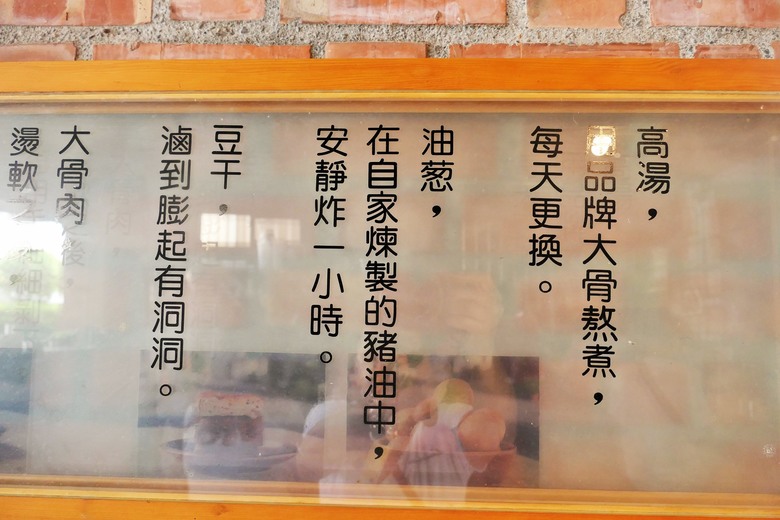 高湯，
品牌大骨熬煮，
每天更換。
油葱，
在自家煉製的豬油中，
安靜炸一小時。
豆干，
滷到膨起有洞洞。
大骨肉
燙軟